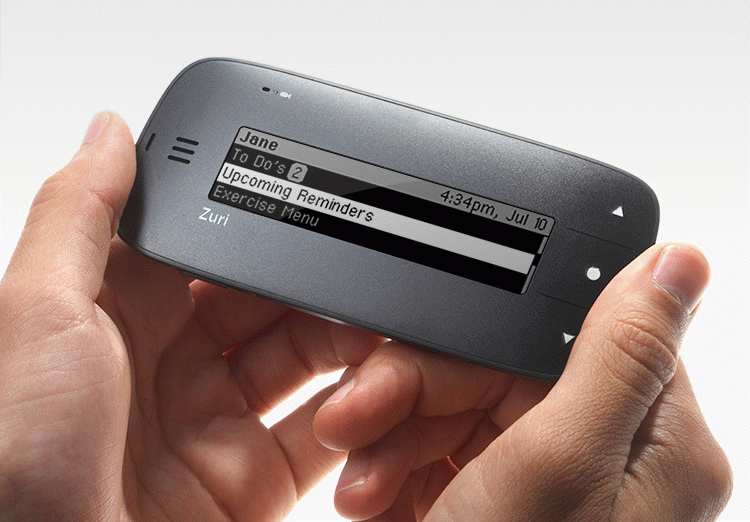 Jane
4:34pm, Jul 10
To Do's 2
Upcoming Reminders
Exercise Menu
Zuri